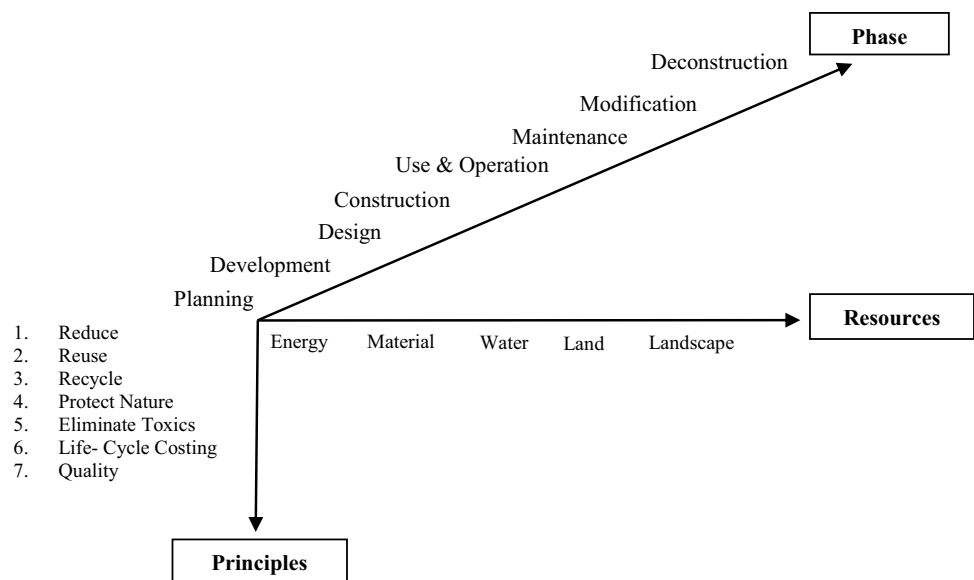 Phase
Deconstruction
Modification
Maintenance
Use & Operation
Construction
Design
Development
Planning
Resources
Energy Material Water Land Landscape
1. Reduce
2. Reuse
3. Recycle
4. Protect Nature
5. Eliminate Toxics
6. Life- Cycle Costing
7. Quality
Principles